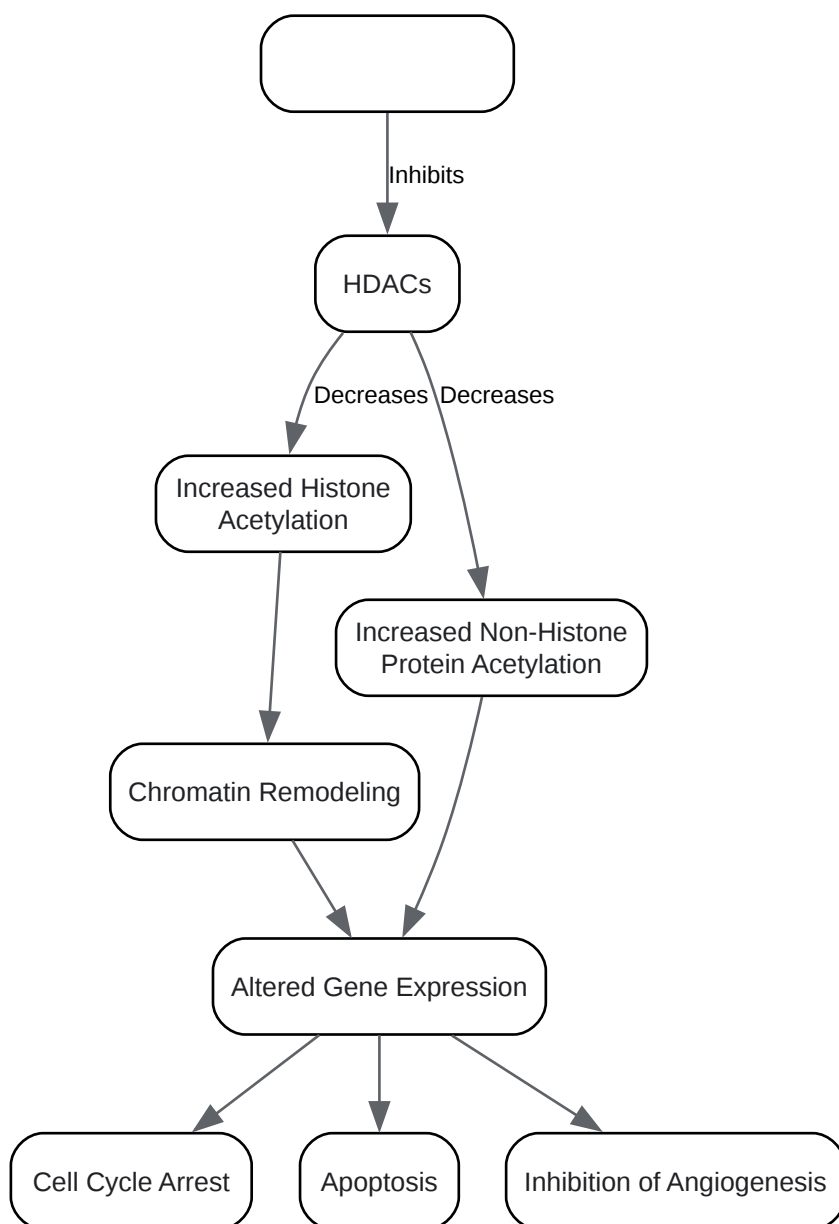 Inhibits
HDACs
Decreases
Decreases
Increased Histone
Acetylation
Increased Non-Histone
Protein Acetylation
Chromatin Remodeling
Altered Gene Expression
Cell Cycle Arrest
Apoptosis
Inhibition of Angiogenesis